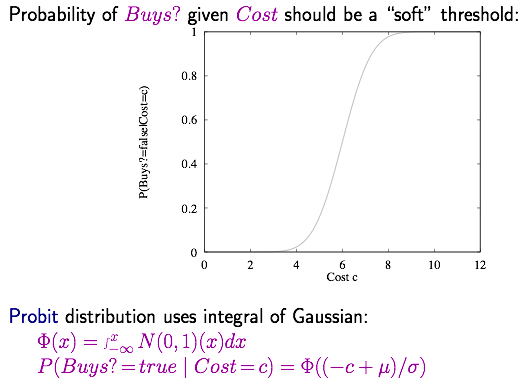 Probability of Buys? given Cost should be a “soft” threshold:
P(Buys?=false|Cost=c)
1
0.8
0.6
0.4
0.2
0
0 2 4 6 8 10 12
Cost c
Probit distribution uses integral of Gaussian:
Φ(x) = ∫_{−∞}^{x} N(0, 1)(x)dx
P(Buys? = true | Cost = c) = Φ((−c + μ)/σ)